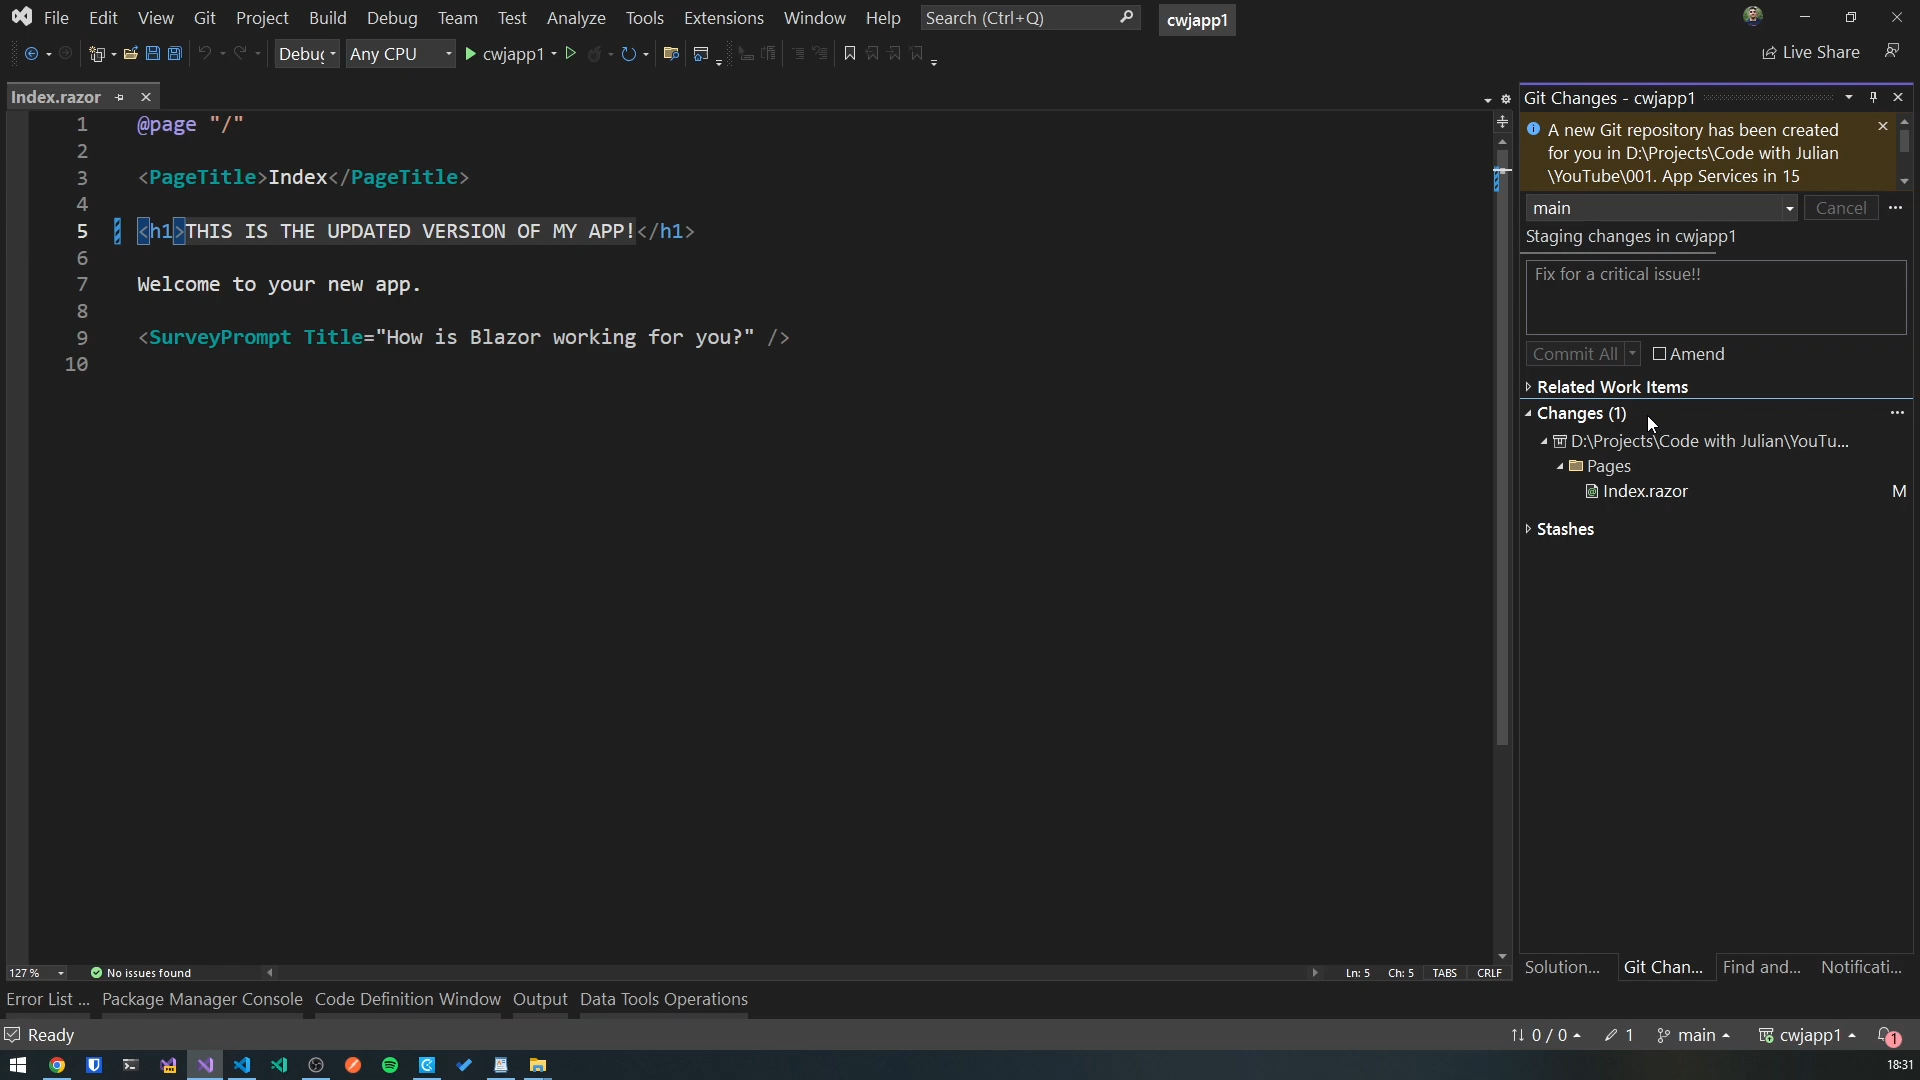 File Edit View Git Project Build Debug Team Test Analyze Tools Extensions Window Help Search (Ctrl+Q) cwjapp1
Debug Any CPU cwjapp1 Live Share
Index.razor
1 @page "/"
2
3 <PageTitle>Index</PageTitle>
4
5 <h1>THIS IS THE UPDATED VERSION OF MY APP!</h1>
6
7 Welcome to your new app.
8
9 <SurveyPrompt Title="How is Blazor working for you?" />
10
Git Changes - cwjapp1
A new Git repository has been created
for you in D:\Projects\Code with Julian
\YouTube\001. App Services in 15
main Cancel
Staging changes in cwjapp1
Fix for a critical issue!!
Commit All Amend
Related Work Items
Changes (1)
D:\Projects\Code with Julian\YouTu...
Pages
Index.razor M
Stashes
Solution... Git Chan... Find and... Notificati...
127 % No issues found Ln: 5 Ch: 5 TABS CRLF
Error List ... Package Manager Console Code Definition Window Output Data Tools Operations
Ready 0 / 0 1 main cwjapp1 1
18:31